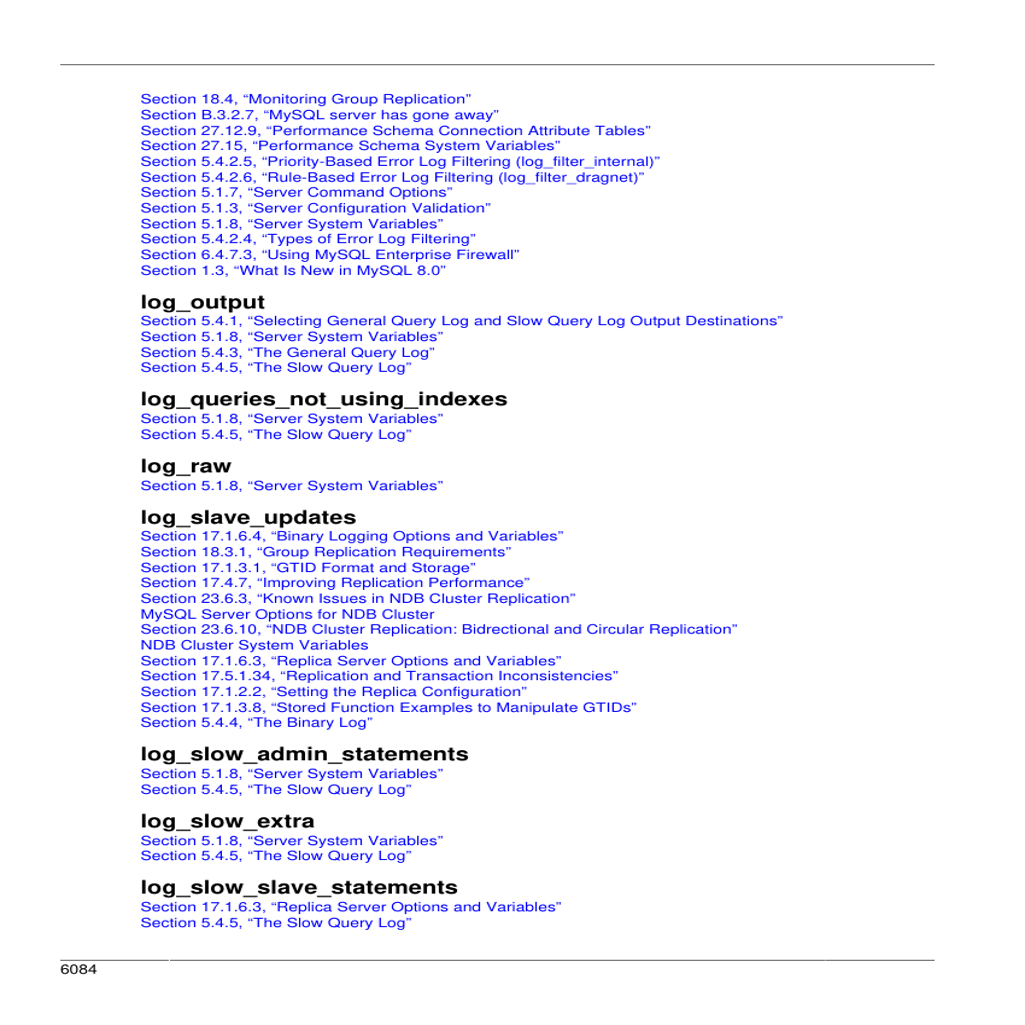 Section 18.4, “Monitoring Group Replication”
Section B.3.2.7, “MySQL server has gone away”
Section 27.12.9, “Performance Schema Connection Attribute Tables”
Section 27.15, “Performance Schema System Variables”
Section 5.4.2.5, “Priority-Based Error Log Filtering (log_filter_internal)”
Section 5.4.2.6, “Rule-Based Error Log Filtering (log_filter_dragnet)”
Section 5.1.7, “Server Command Options”
Section 5.1.3, “Server Configuration Validation”
Section 5.1.8, “Server System Variables”
Section 5.4.2.4, “Types of Error Log Filtering”
Section 6.4.7.3, “Using MySQL Enterprise Firewall”
Section 1.3, “What Is New in MySQL 8.0”
log_output
Section 5.4.1, “Selecting General Query Log and Slow Query Log Output Destinations”
Section 5.1.8, “Server System Variables”
Section 5.4.3, “The General Query Log”
Section 5.4.5, “The Slow Query Log”
log_queries_not_using_indexes
Section 5.1.8, “Server System Variables”
Section 5.4.5, “The Slow Query Log”
log_raw
Section 5.1.8, “Server System Variables”
log_slave_updates
Section 17.1.6.4, “Binary Logging Options and Variables”
Section 18.3.1, “Group Replication Requirements”
Section 17.1.3.1, “GTID Format and Storage”
Section 17.4.7, “Improving Replication Performance”
Section 23.6.3, “Known Issues in NDB Cluster Replication”
MySQL Server Options for NDB Cluster
Section 23.6.10, “NDB Cluster Replication: Bidrectional and Circular Replication”
NDB Cluster System Variables
Section 17.1.6.3, “Replica Server Options and Variables”
Section 17.5.1.34, “Replication and Transaction Inconsistencies”
Section 17.1.2.2, “Setting the Replica Configuration”
Section 17.1.3.8, “Stored Function Examples to Manipulate GTIDs”
Section 5.4.4, “The Binary Log”
log_slow_admin_statements
Section 5.1.8, “Server System Variables”
Section 5.4.5, “The Slow Query Log”
log_slow_extra
Section 5.1.8, “Server System Variables”
Section 5.4.5, “The Slow Query Log”
log_slow_slave_statements
Section 17.1.6.3, “Replica Server Options and Variables”
Section 5.4.5, “The Slow Query Log”
6084